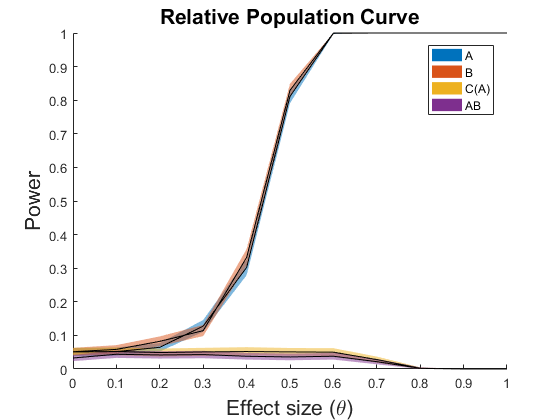 Relative Population Curve
Power
1
0.9
0.8
0.7
0.6
0.5
0.4
0.3
0.2
0.1
0
A
B
C(A)
AB
0 0.1 0.2 0.3 0.4 0.5 0.6 0.7 0.8 0.9 1
Effect size (θ)